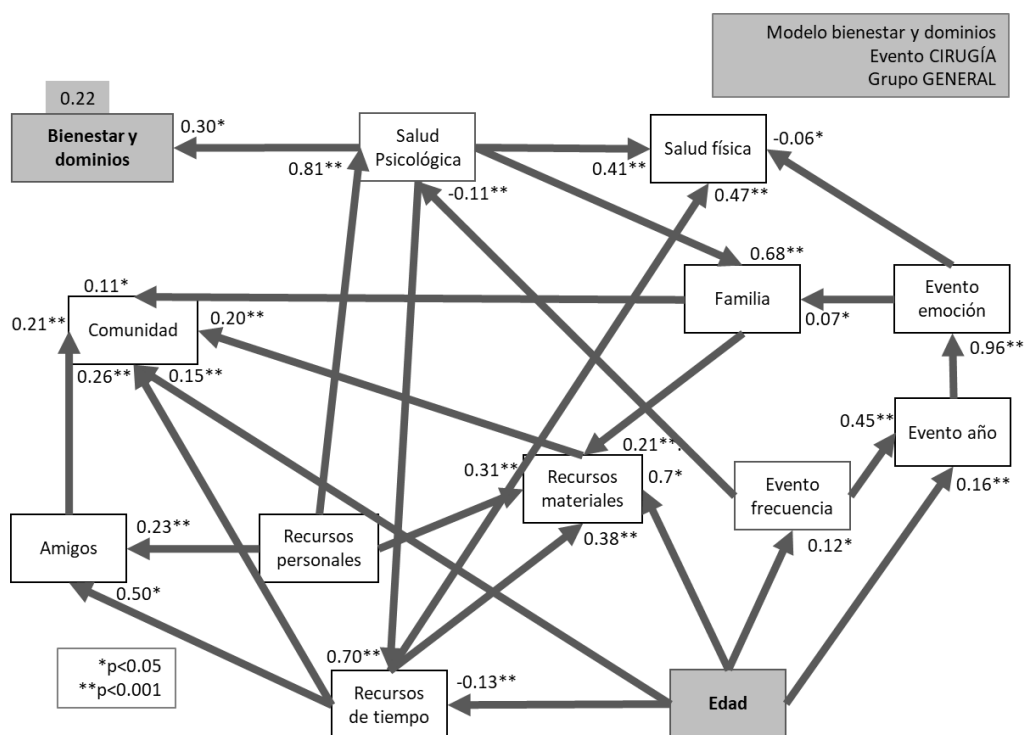 Modelo bienestar y dominios
Evento CIRUGÍA
Grupo GENERAL
0.22
Bienestar y
dominios
0.30*
Salud
Psicológica
0.81**
-0.11**
Salud física
0.41**
0.47**
-0.06*
0.68**
Familia
0.07*
Evento
emoción
0.96**
0.11*
0.21**
Comunidad
0.20**
0.26**
0.15**
0.45**
Evento año
0.16**
0.21**.
0.7*
0.31**
Recursos
materiales
0.38**
Evento
frecuencia
0.12*
Amigos
0.23**
Recursos
personales
0.50*
*p<0.05
**p<0.001
0.70**
Recursos
de tiempo
-0.13**
Edad